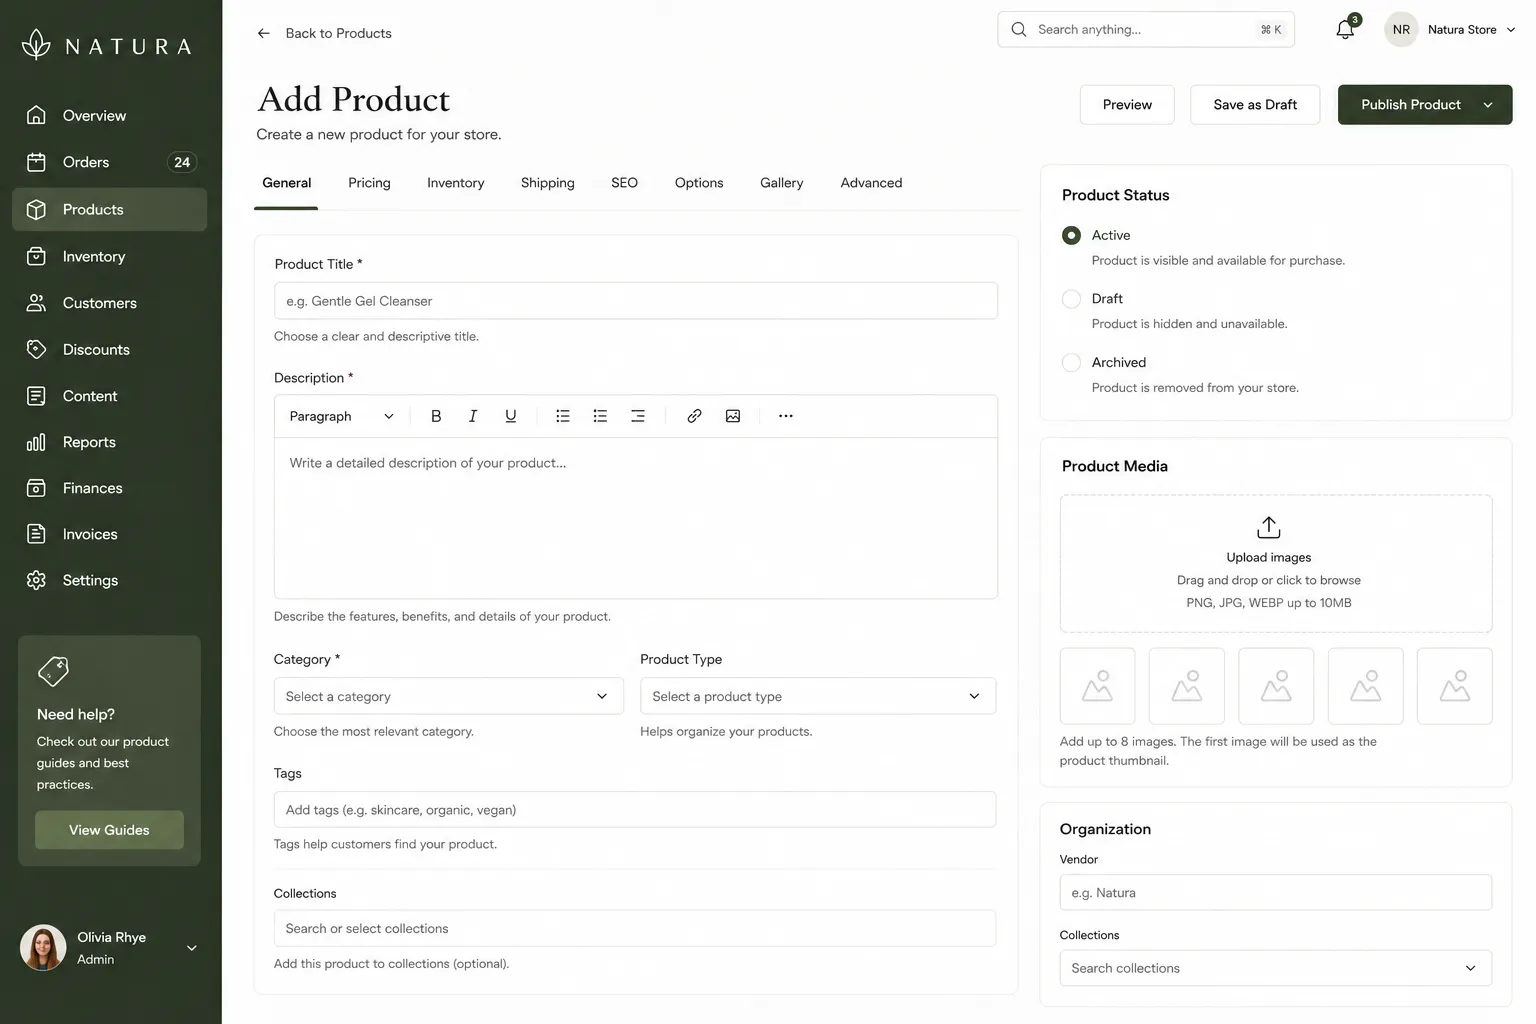 NATURA
Overview
Orders 24
Products
Inventory
Customers
Discounts
Content
Reports
Finances
Invoices
Settings
Need help?
Check out our product
guides and best
practices.
View Guides
Olivia Rhye
Admin
Back to Products
Search anything... ⌘ K
3
NR Natura Store
Add Product
Create a new product for your store.
Preview
Save as Draft
Publish Product
General Pricing Inventory Shipping SEO Options Gallery Advanced
Product Title *
e.g. Gentle Gel Cleanser
Choose a clear and descriptive title.
Description *
Paragraph B I U
Write a detailed description of your product...
Describe the features, benefits, and details of your product.
Category *
Select a category
Choose the most relevant category.
Product Type
Select a product type
Helps organize your products.
Tags
Add tags (e.g. skincare, organic, vegan)
Tags help customers find your product.
Collections
Search or select collections
Add this product to collections (optional).
Product Status
Active
Product is visible and available for purchase.
Draft
Product is hidden and unavailable.
Archived
Product is removed from your store.
Product Media
Upload images
Drag and drop or click to browse
PNG, JPG, WEBP up to 10MB
Add up to 8 images. The first image will be used as the
product thumbnail.
Organization
Vendor
e.g. Natura
Collections
Search collections